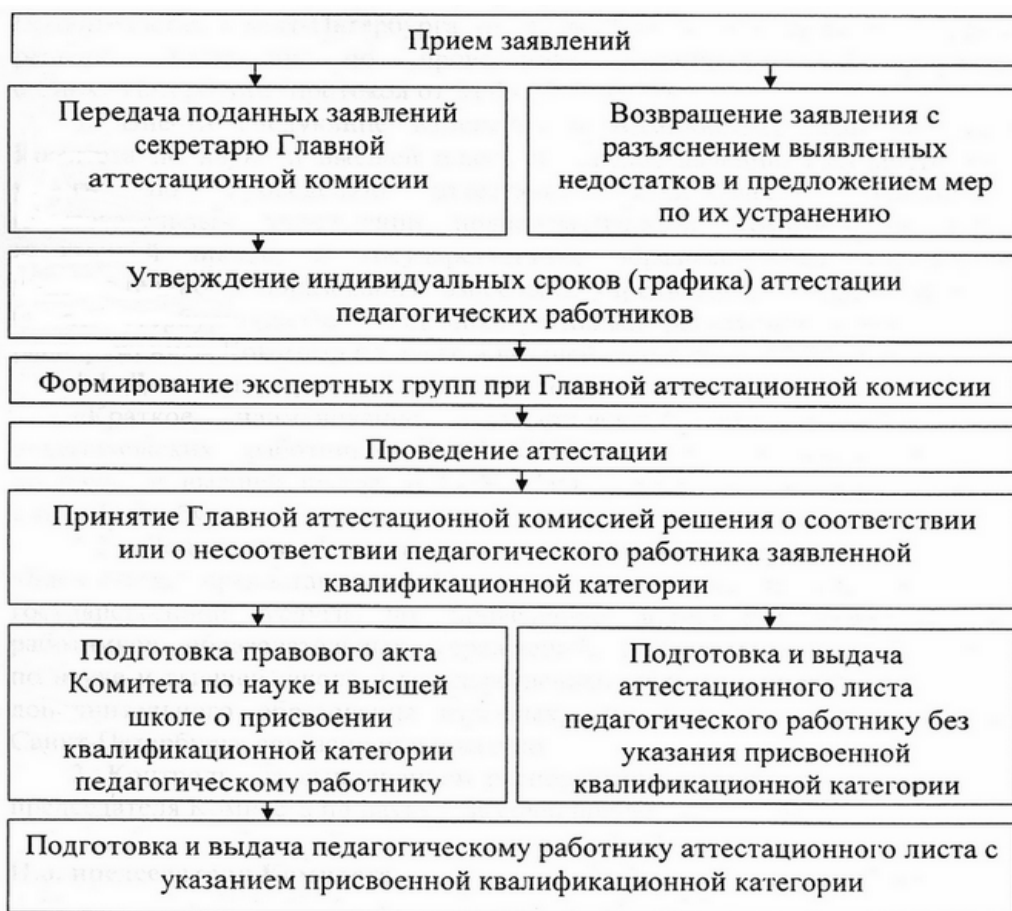 Прием заявлений
Передача поданных заявлений
секретарю Главной
аттестационной комиссии
Возвращение заявления с
разъяснением выявленных
недостатков и предложением мер
по их устранению
Утверждение индивидуальных сроков (графика) аттестации
педагогических работников
Формирование экспертных групп при Главной аттестационной комиссии
Проведение аттестации
Принятие Главной аттестационной комиссией решения о соответствии
или о несоответствии педагогического работника заявленной
квалификационной категории
Подготовка правового акта
Комитета по науке и высшей
школе о присвоении
квалификационной категории
педагогическому работнику
Подготовка и выдача
аттестационного листа
педагогического работнику без
указания присвоенной
квалификационной категории
Подготовка и выдача педагогическому работнику аттестационного листа с
указанием присвоенной квалификационной категории